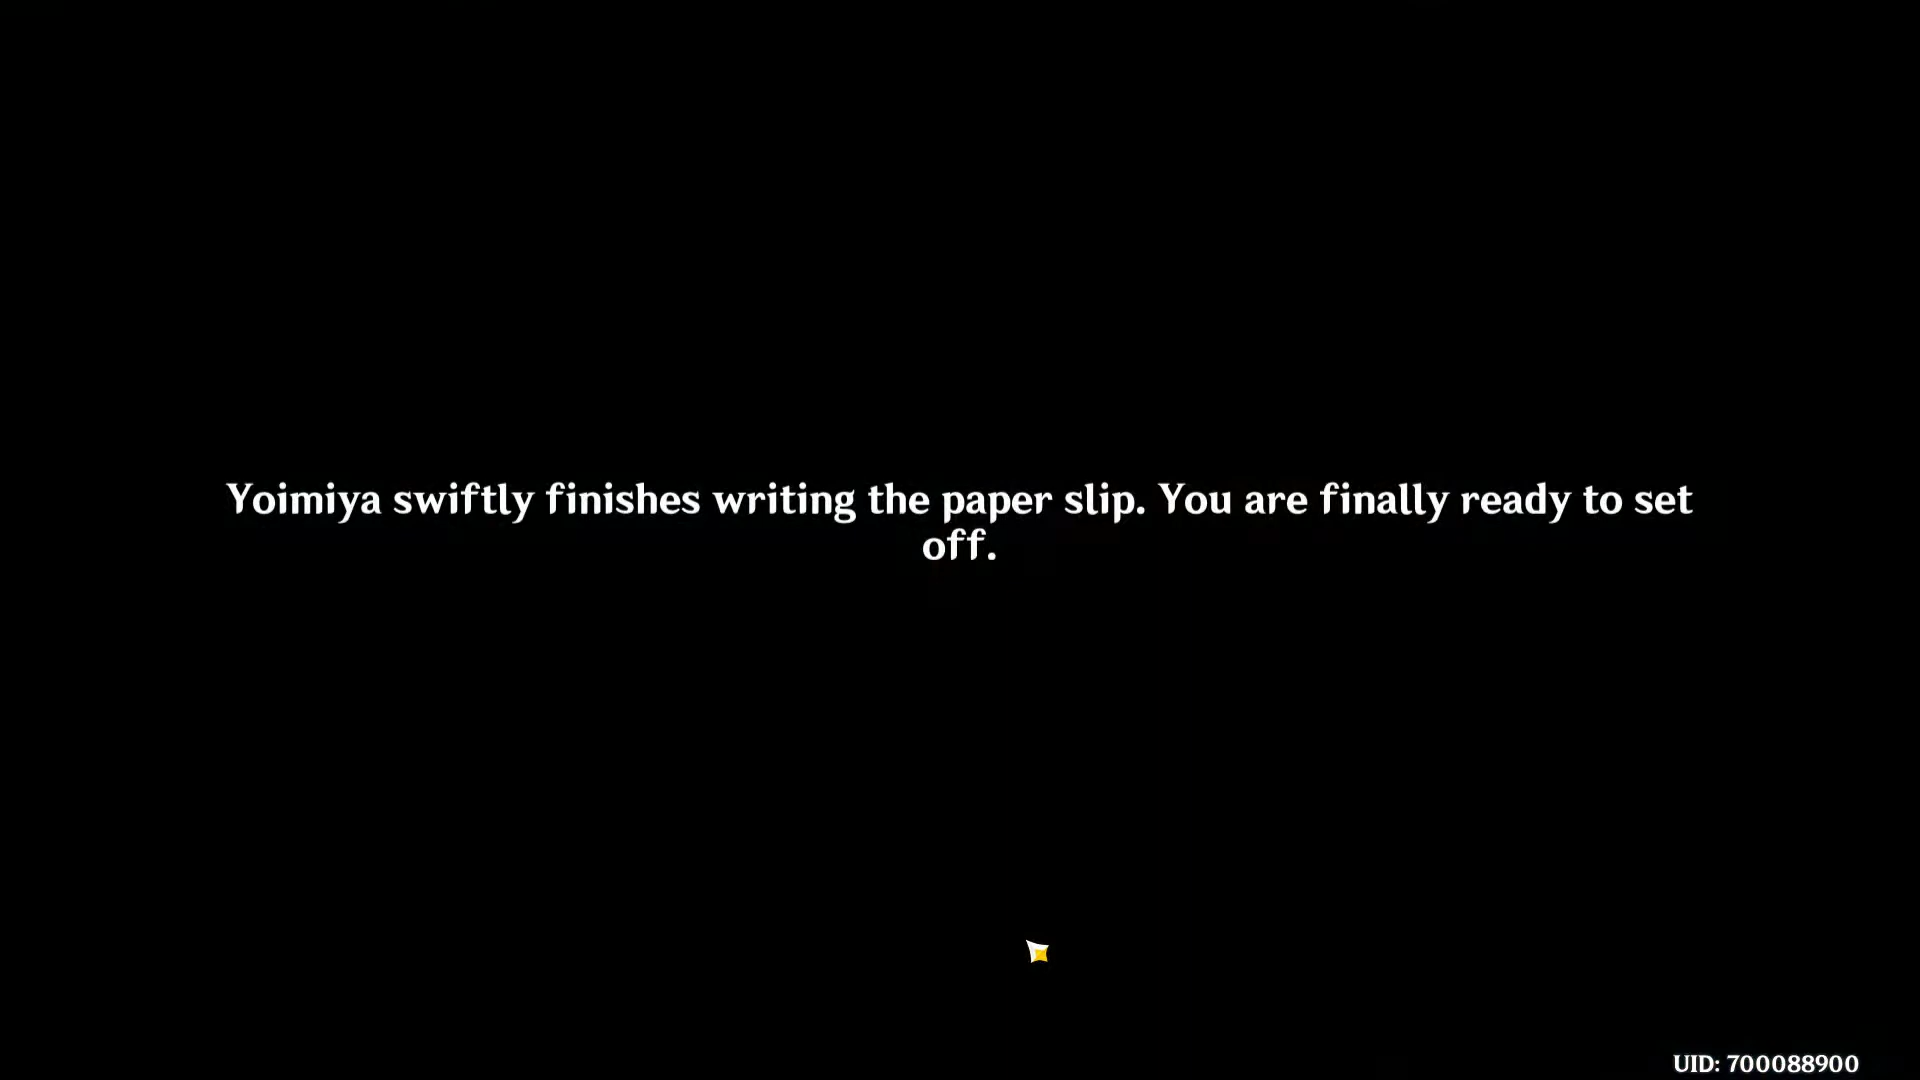 Yoimiya swiftly finishes writing the paper slip. You are finally ready to set
off.
UID: 700088900